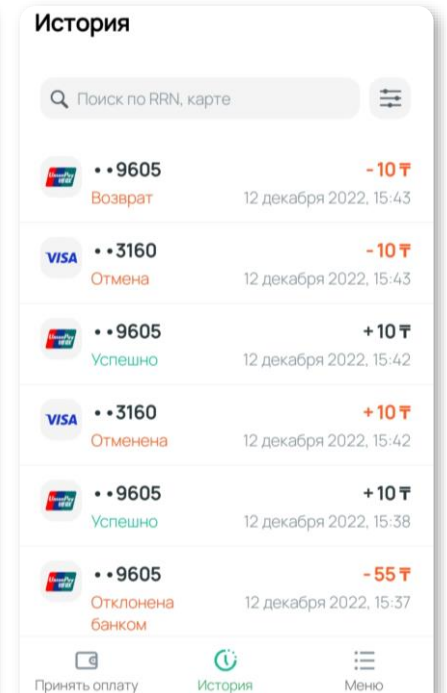 История
Поиск по RRN, карте
••9605 -10 ₸
Возврат 12 декабря 2022, 15:43
VISA ••3160 -10 ₸
Отмена 12 декабря 2022, 15:43
••9605 +10 ₸
Успешно 12 декабря 2022, 15:42
VISA ••3160 +10 ₸
Отменена 12 декабря 2022, 15:42
••9605 +10 ₸
Успешно 12 декабря 2022, 15:38
••9605 -55 ₸
Отклонена 12 декабря 2022, 15:37
банком
Принять оплату История Меню